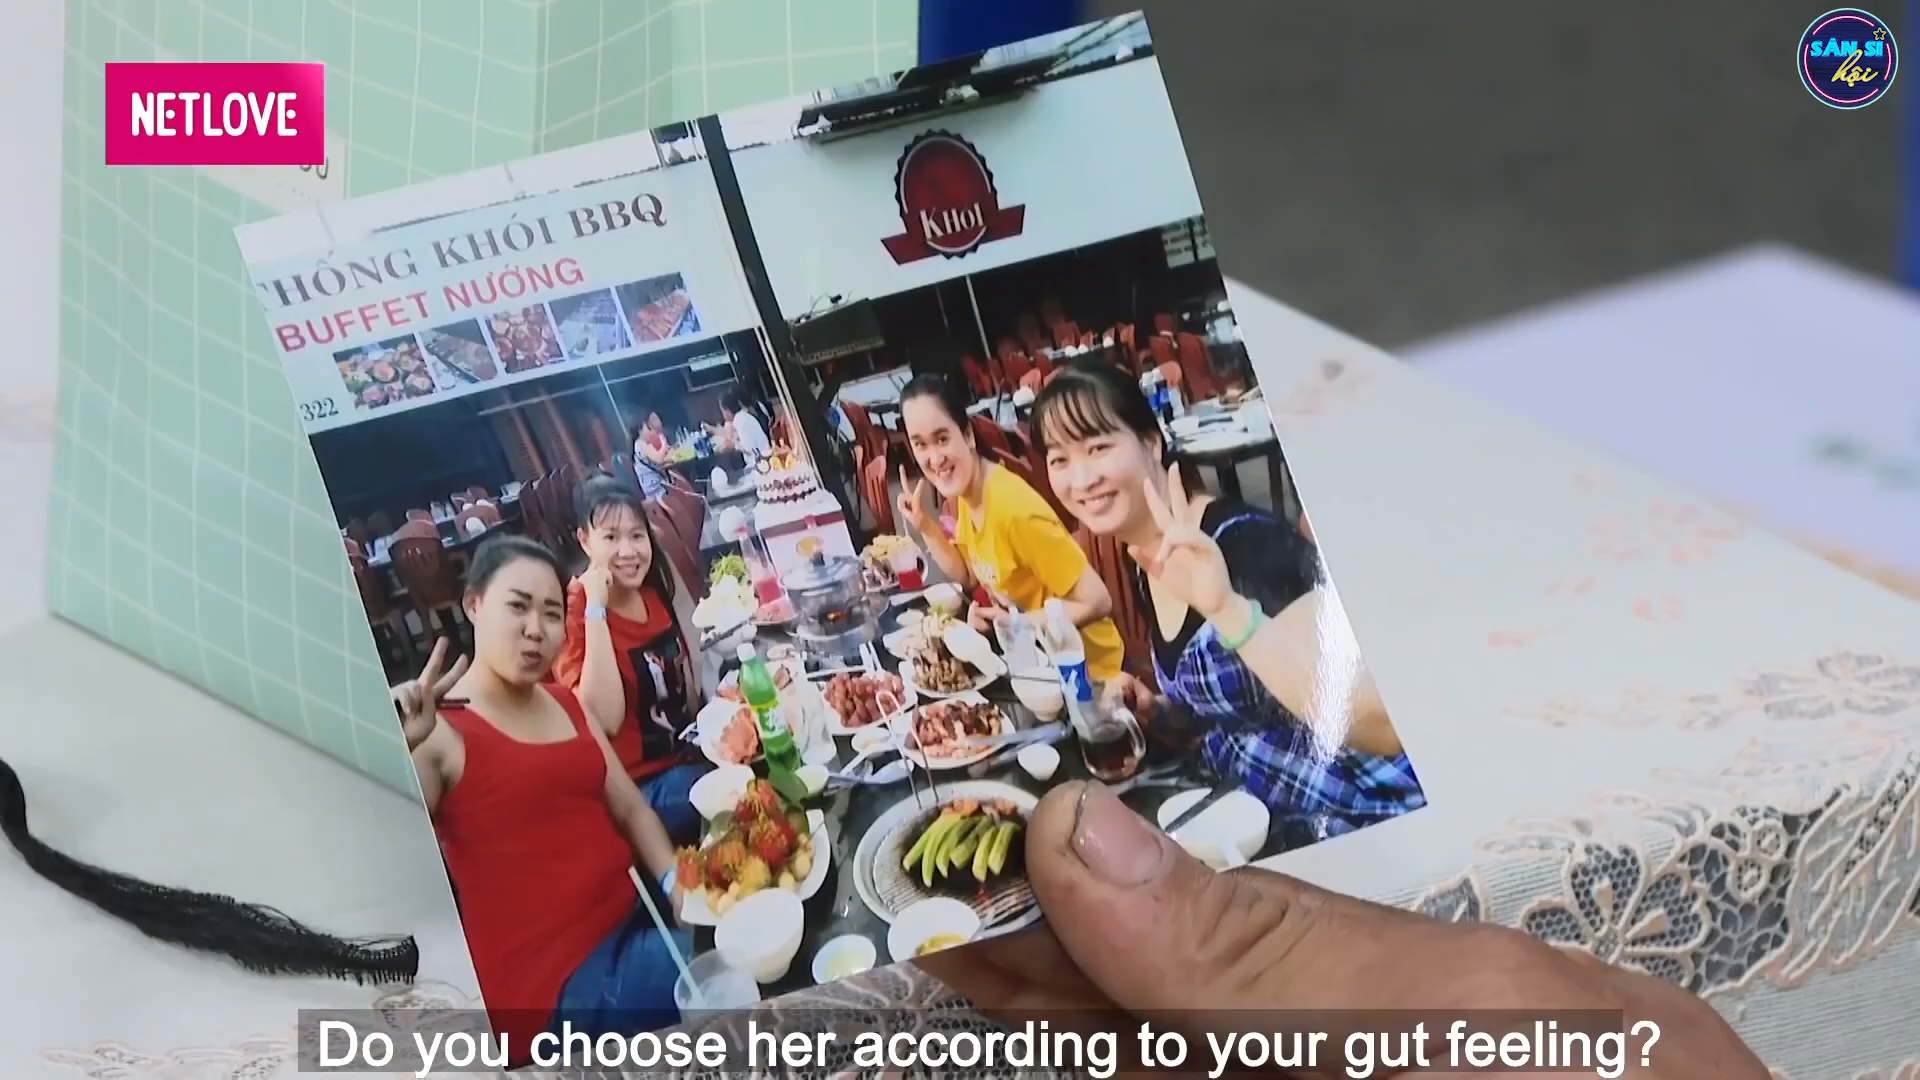 NETLOVE
SÂN SI
hội
HỐNG KHÓI BBQ
BUFFET NƯỚNG
322
KHÓI
Do you choose her according to your gut feeling?